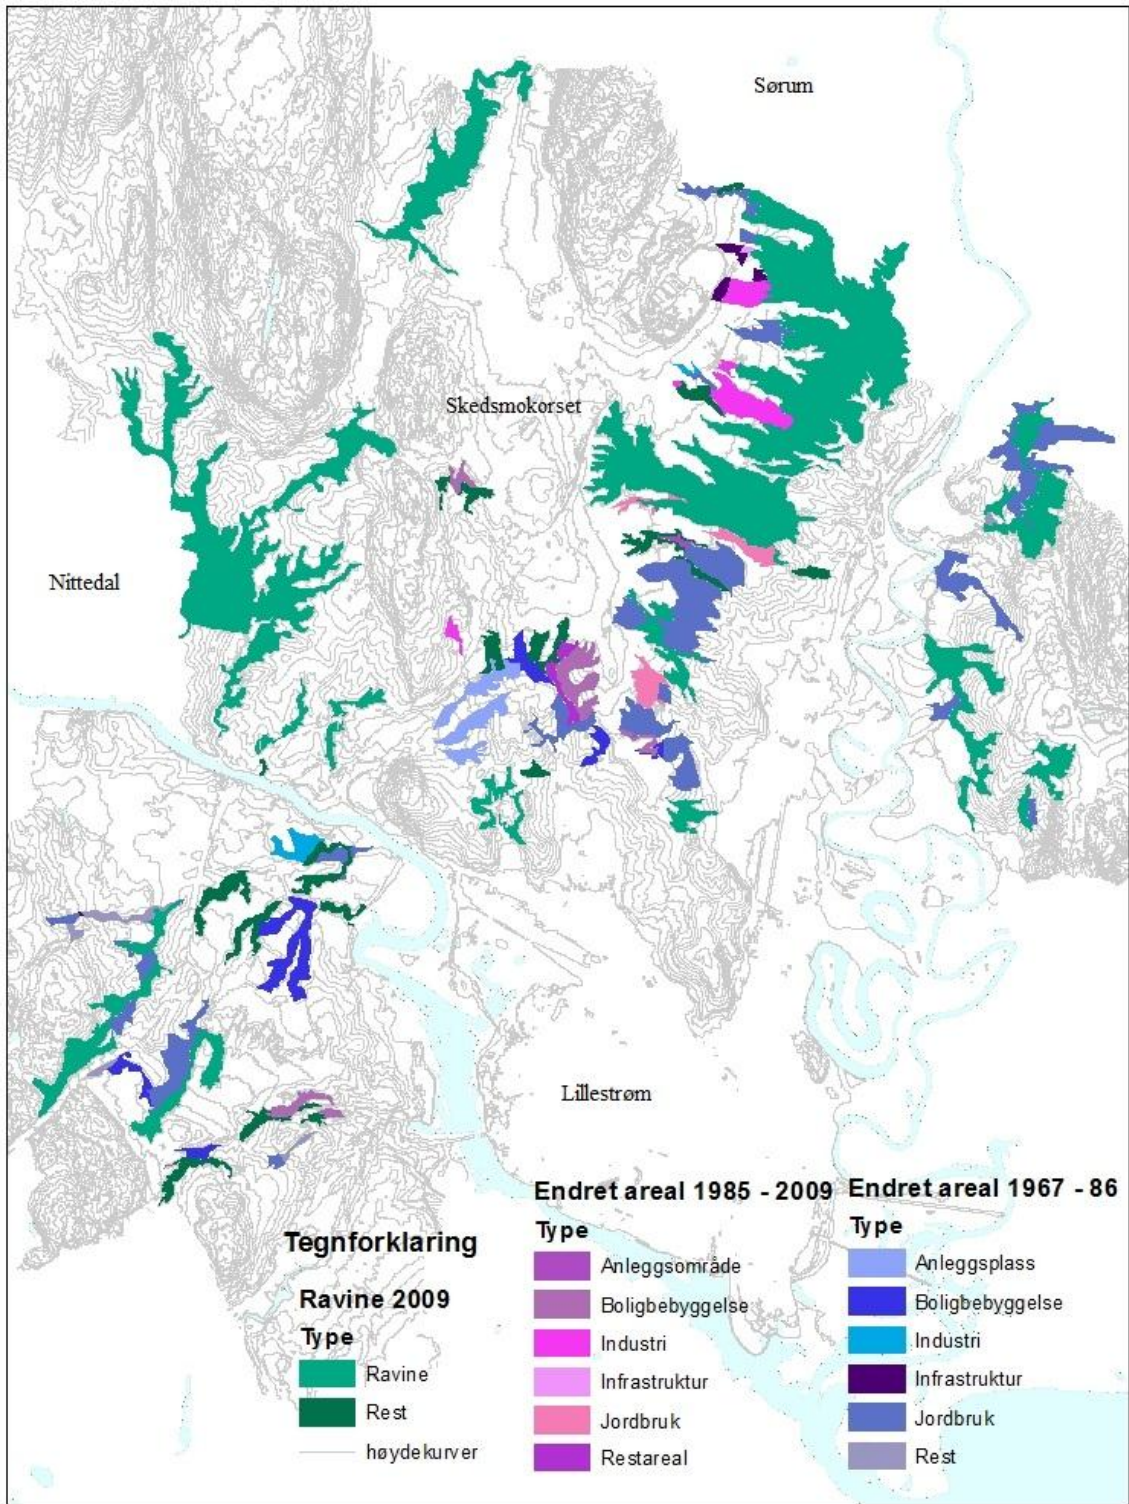 Sørum
Skedsmokorset
Nittedal
Lillestrøm
Tegnforklaring
Ravine 2009
Type
Ravine
Rest
høydekurver
Endret areal 1985 - 2009
Type
Anleggsområde
Boligbebyggelse
Industri
Infrastruktur
Jordbruk
Restareal
Endret areal 1967 - 86
Type
Anleggsplass
Boligbebyggelse
Industri
Infrastruktur
Jordbruk
Rest